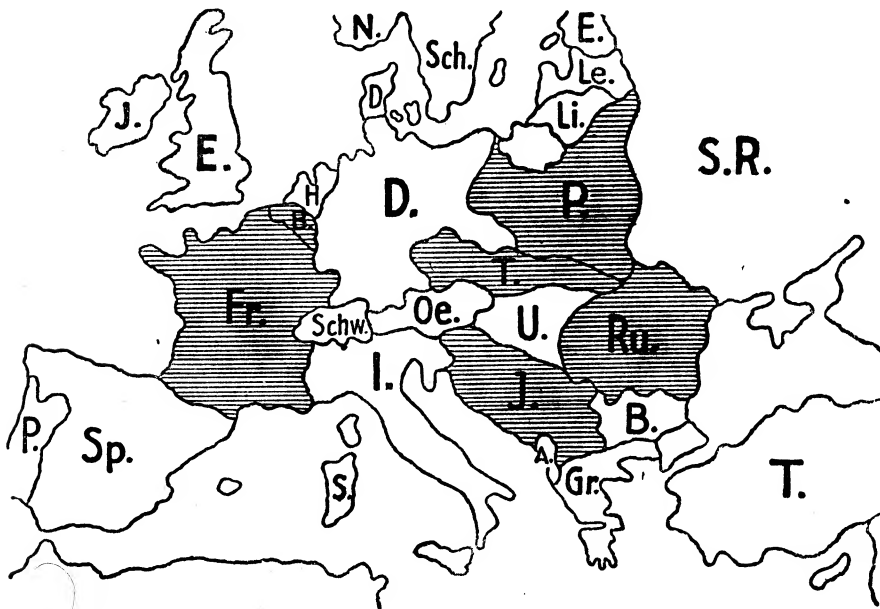 N.
Sch.
E.
Le.
D
Li.
J.
E.
S.R.
H
D.
P.
B.
T.
Fr.
Schw.
Oe.
U.
Ru.
I.
J.
P.
Sp.
B.
A.
S.
Gr.
T.